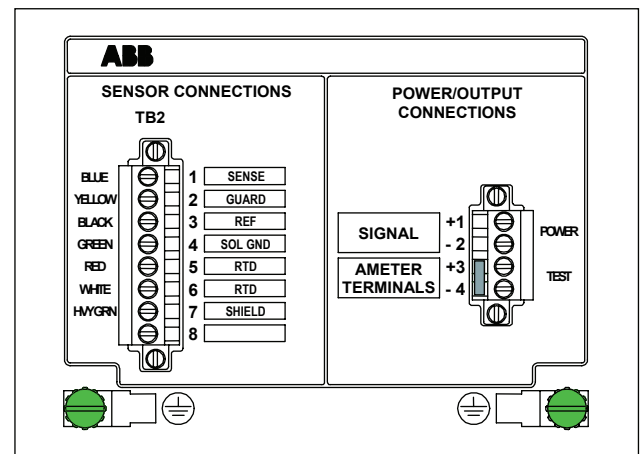 ABB
SENSOR CONNECTIONS
TB2
BLUE 1 SENSE
YELLOW 2 GUARD
BLACK 3 REF
GREEN 4 SOL GND
RED 5 RTD
WHITE 6 RTD
HVYGRN 7 SHIELD
8
POWER/OUTPUT
CONNECTIONS
SIGNAL +1 POWER
- 2
AMETER +3 TEST
TERMINALS - 4